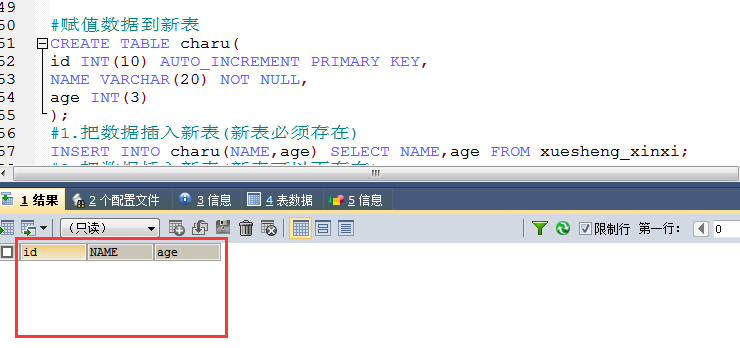 49
50 #赋值数据到新表
51 CREATE TABLE charu(
52 id INT(10) AUTO_INCREMENT PRIMARY KEY,
53 NAME VARCHAR(20) NOT NULL,
54 age INT(3)
55 );
56 #1.把数据插入新表(新表必须存在)
57 INSERT INTO charu(NAME,age) SELECT NAME,age FROM xuesheng_xinxi;
1 结果 2 个配置文件 3 信息 4 表数据 5 信息
(只读) 限制行 第一行: 0
id NAME age